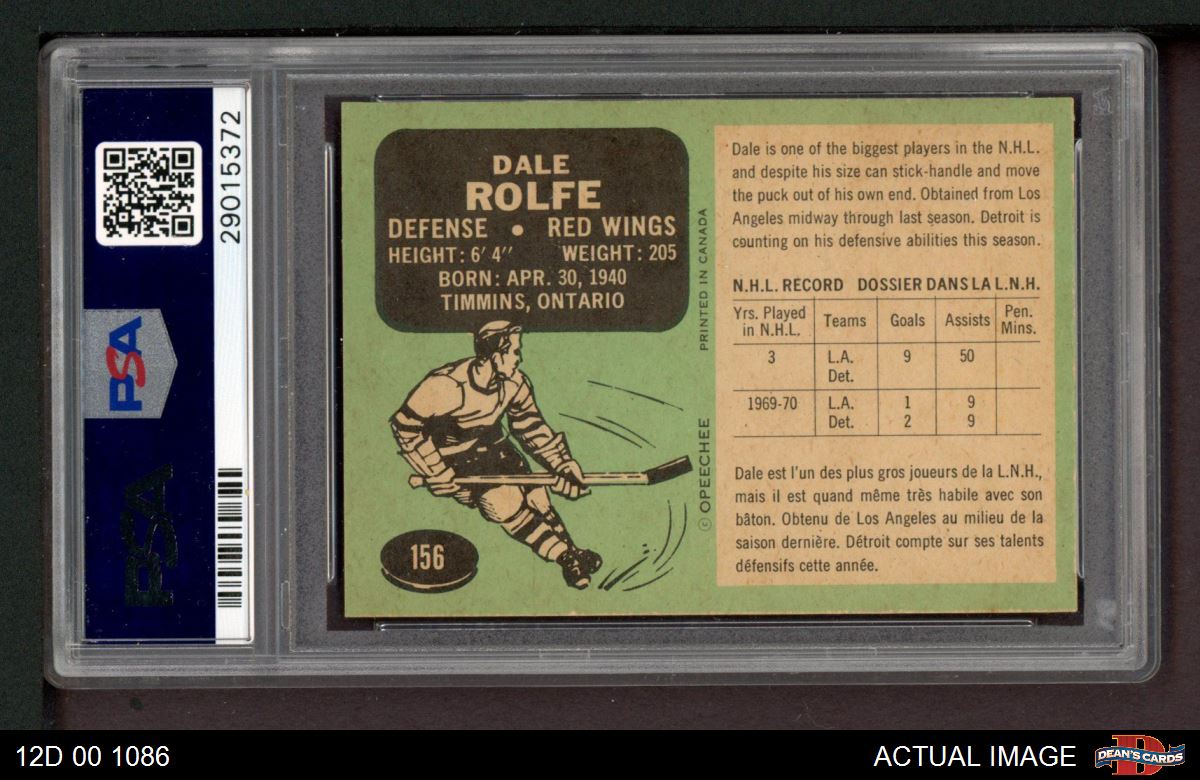 29015372
PSA
PSA
DALE
ROLFE
DEFENSE • RED WINGS
HEIGHT: 6' 4" WEIGHT: 205
BORN: APR. 30, 1940
TIMMINS, ONTARIO
156
PRINTED IN CANADA
© OPEECHEE
Dale is one of the biggest players in the N.H.L.
and despite his size can stick-handle and move
the puck out of his own end. Obtained from Los
Angeles midway through last season. Detroit is
counting on his defensive abilities this season.
N.H.L. RECORD DOSSIER DANS LA L.N.H.
Yrs. Played in N.H.L. Teams Goals Assists Pen. Mins.
3 L.A. 9 50
Det.
1969-70 L.A. 1 9
Det. 2 9
Dale est l'un des plus gros joueurs de la L.N.H.,
mais il est quand même très habile avec son
bâton. Obtenu de Los Angeles au milieu de la
saison dernière. Détroit compte sur ses talents
défensifs cette année.
12D 00 1086
ACTUAL IMAGE
DEAN'S CARDS